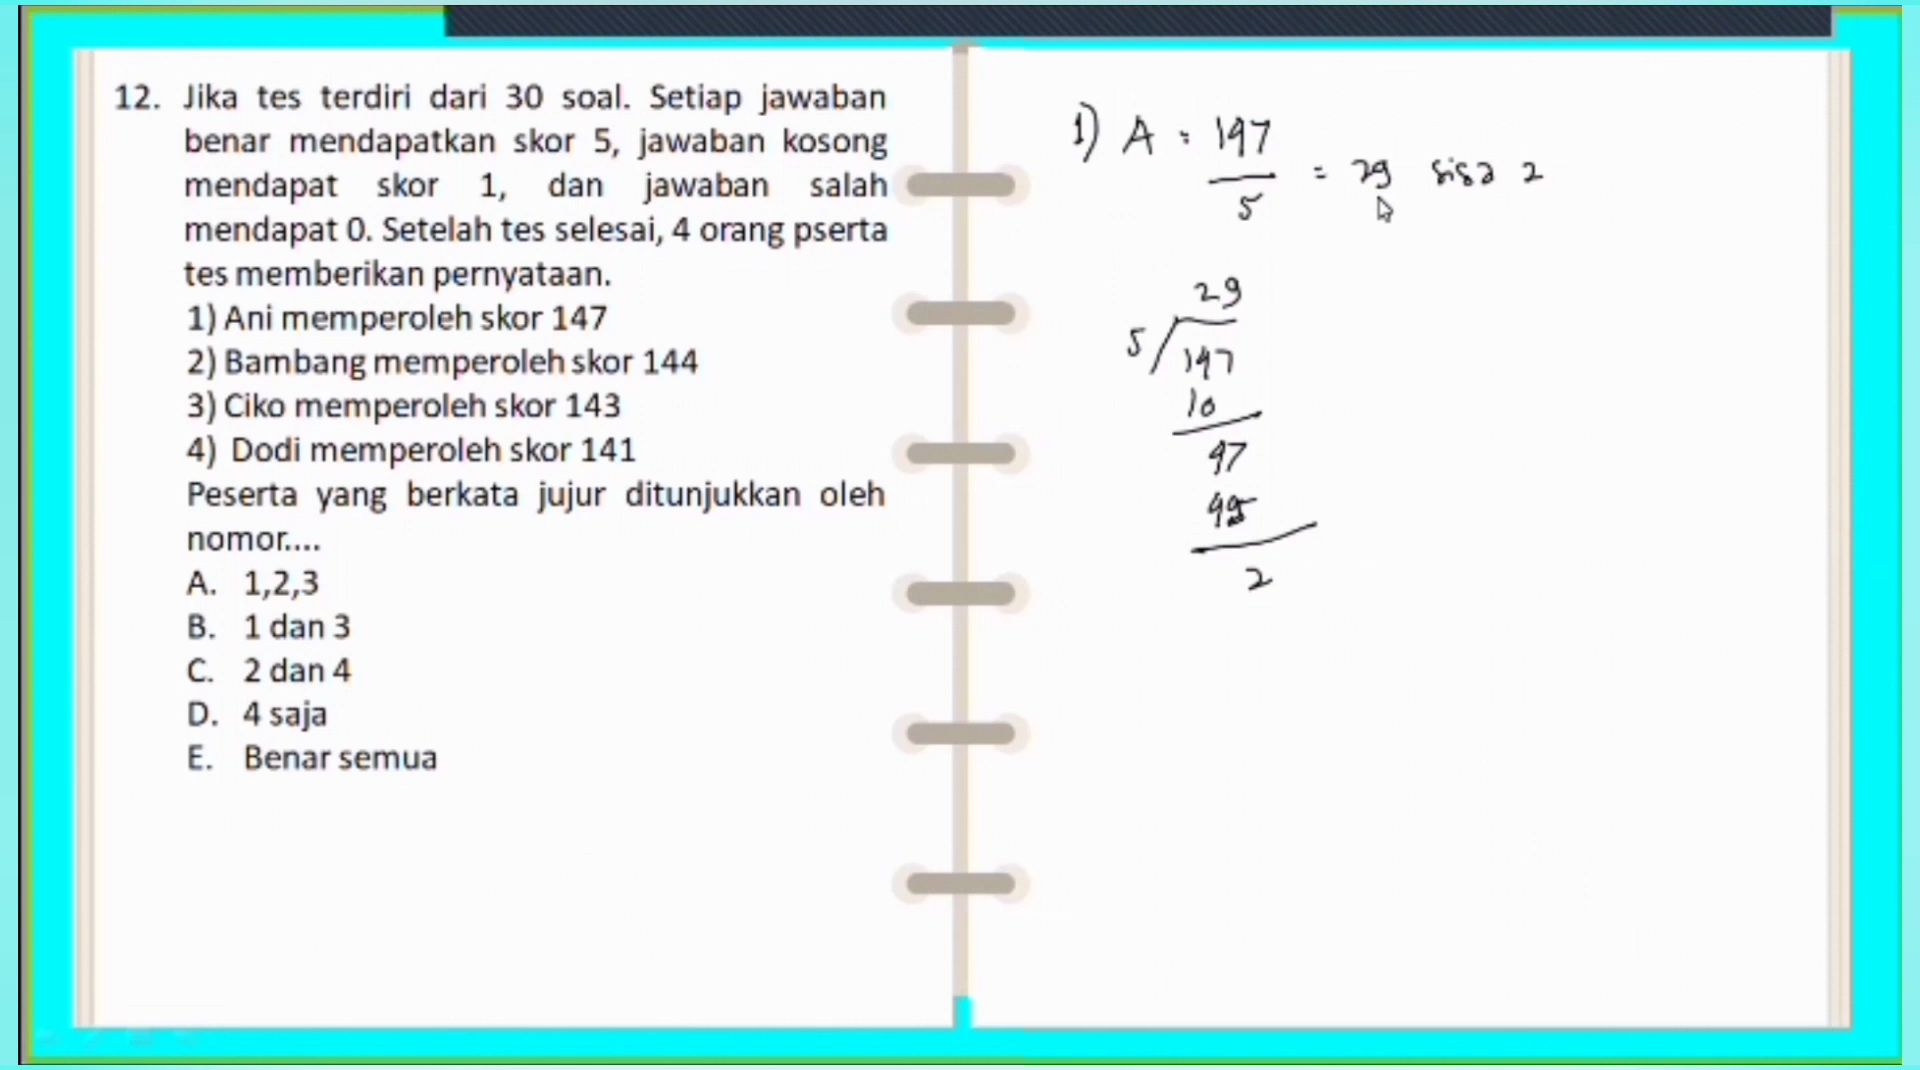 12. Jika tes terdiri dari 30 soal. Setiap jawaban
benar mendapatkan skor 5, jawaban kosong
mendapat skor 1, dan jawaban salah
mendapat 0. Setelah tes selesai, 4 orang pserta
tes memberikan pernyataan.
1) Ani memperoleh skor 147
2) Bambang memperoleh skor 144
3) Ciko memperoleh skor 143
4) Dodi memperoleh skor 141
Peserta yang berkata jujur ditunjukkan oleh
nomor....
A. 1,2,3
B. 1 dan 3
C. 2 dan 4
D. 4 saja
E. Benar semua
1) A : 147
5
= 29 sisa 2
29
5 147
10
47
45
2